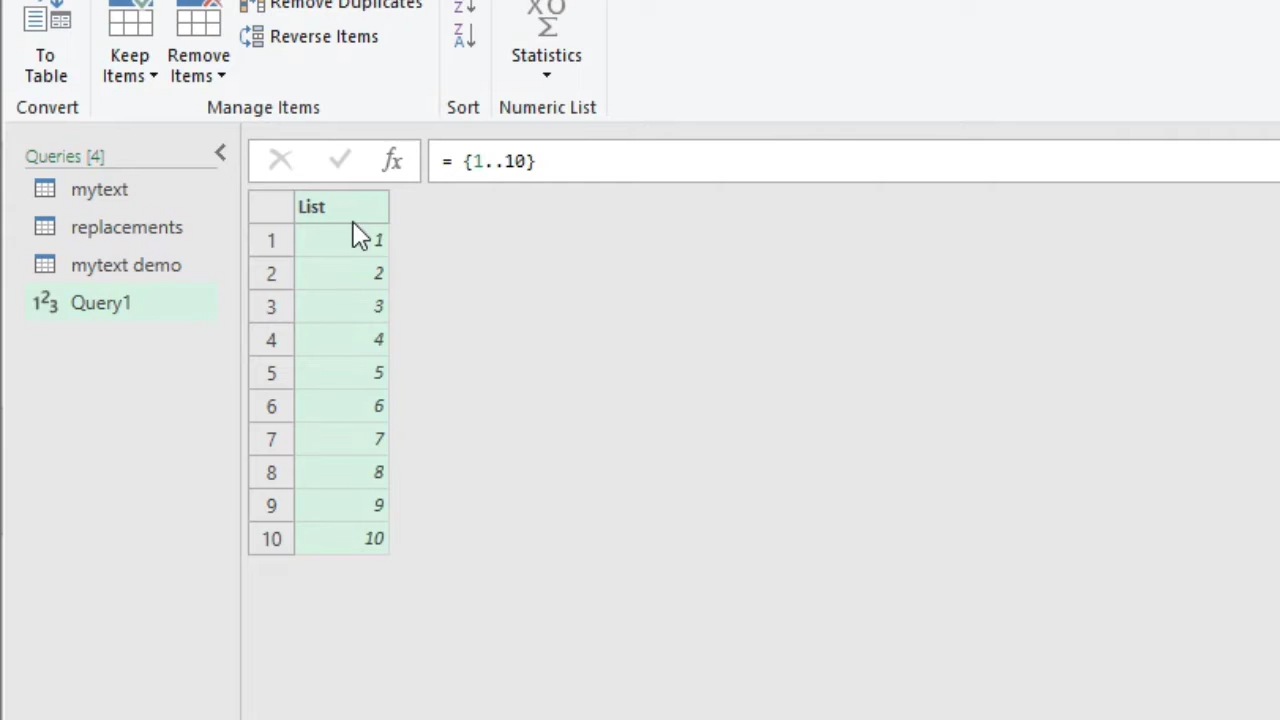 Remove Duplicates
Reverse Items
To
Table
Keep
Items
Remove
Items
Statistics
Convert
Manage Items
Sort
Numeric List
Queries [4]
mytext
replacements
mytext demo
Query1
= {1..10}
List
1 1
2 2
3 3
4 4
5 5
6 6
7 7
8 8
9 9
10 10